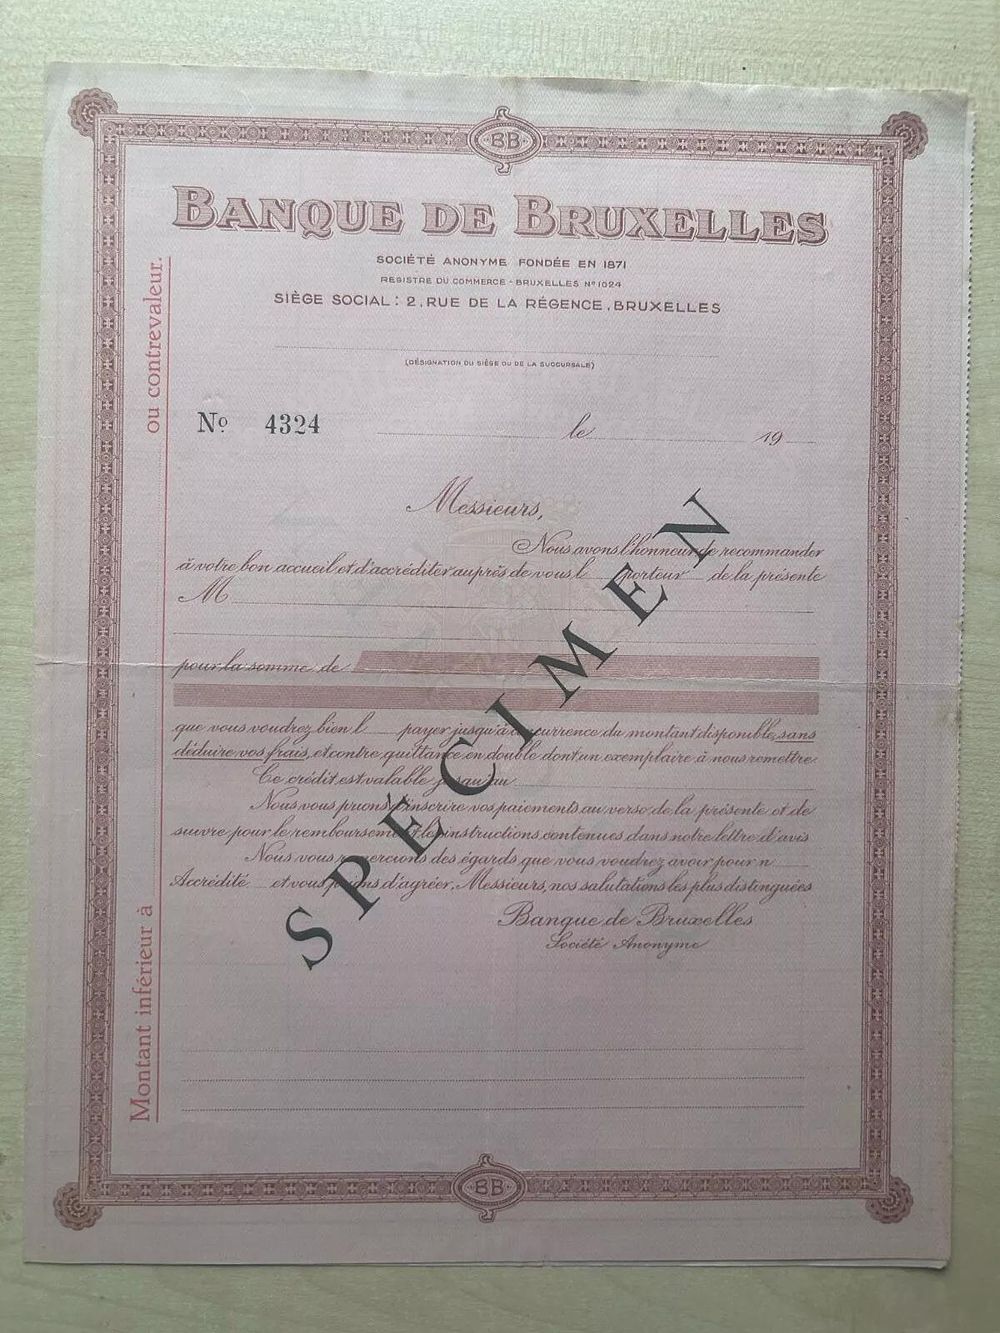 BB
BANQUE DE BRUXELLES
SOCIÉTÉ ANONYME FONDÉE EN 1871
REGISTRE DU COMMERCE - BRUXELLES Nº 1024
SIÈGE SOCIAL : 2, RUE DE LA RÉGENCE, BRUXELLES
(DÉSIGNATION DU SIÈGE OU DE LA SUCCURSALE)
Nº 4324 le 19
Messieurs,
Nous avons l'honneur de recommander
à votre bon accueil et d'accréditer auprès de vous l porteur de la présente
M
pour la somme de
que vous voudrez bien l payer jusqu'à concurrence du montant disponible, sans
déduire vos frais, et contre quittance en double dont un exemplaire à nous remettre.
Ce crédit est valable jusqu'au
Nous vous prions d'inscrire vos paiements au verso de la présente et de
suivre pour le remboursement les instructions contenues dans notre lettre d'avis
Nous vous remercions des égards que vous voudrez avoir pour n
Accrédité et vous prions d'agréer, Messieurs, nos salutations les plus distinguées
Banque de Bruxelles
Société Anonyme
SPÉCIMEN
Montant inférieur à ou contrevaleur.
BB